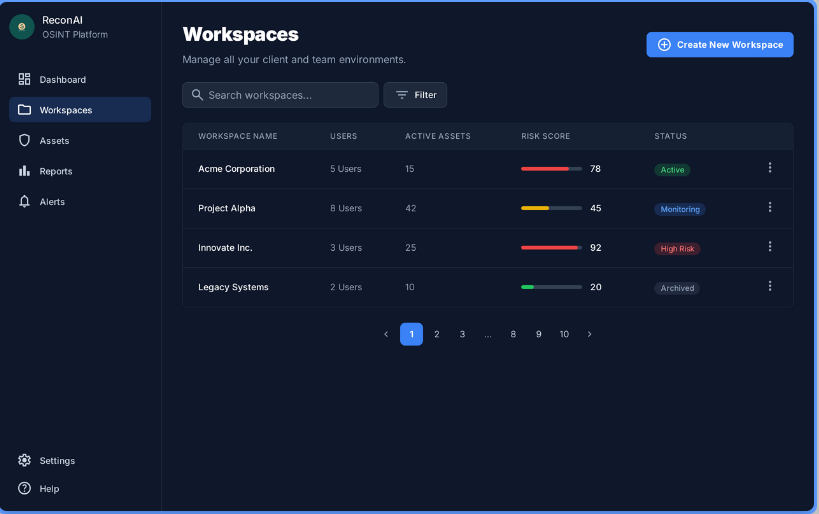 ReconAI
OSINT Platform
Dashboard
Workspaces
Assets
Reports
Alerts
Settings
Help
Workspaces
Manage all your client and team environments.
Create New Workspace
Search workspaces...
Filter
WORKSPACE NAME USERS ACTIVE ASSETS RISK SCORE STATUS
Acme Corporation 5 Users 15 78 Active
Project Alpha 8 Users 42 45 Monitoring
Innovate Inc. 3 Users 25 92 High Risk
Legacy Systems 2 Users 10 20 Archived
1 2 3 ... 8 9 10